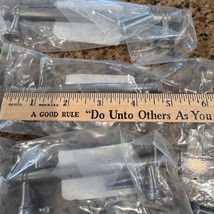 1 2 3 4 5 6
A GOOD RULE "Do Unto Others As You